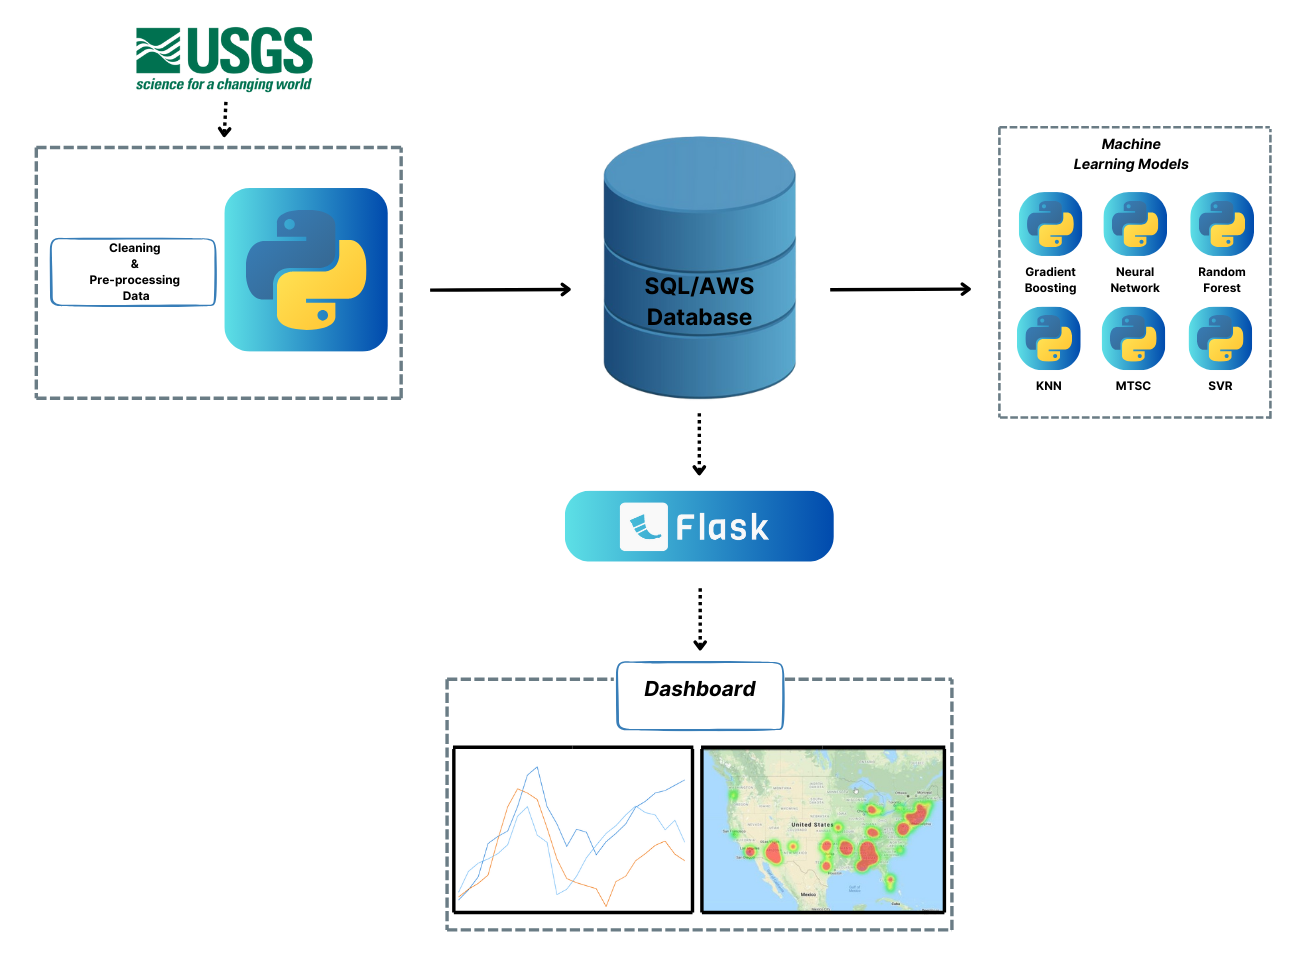 USGS
science for a changing world
Cleaning
&
Pre-processing
Data
SQL/AWS
Database
Machine
Learning Models
Gradient
Boosting
Neural
Network
Random
Forest
KNN
MTSC
SVR
Flask
Dashboard
United States
Mexico
Cuba